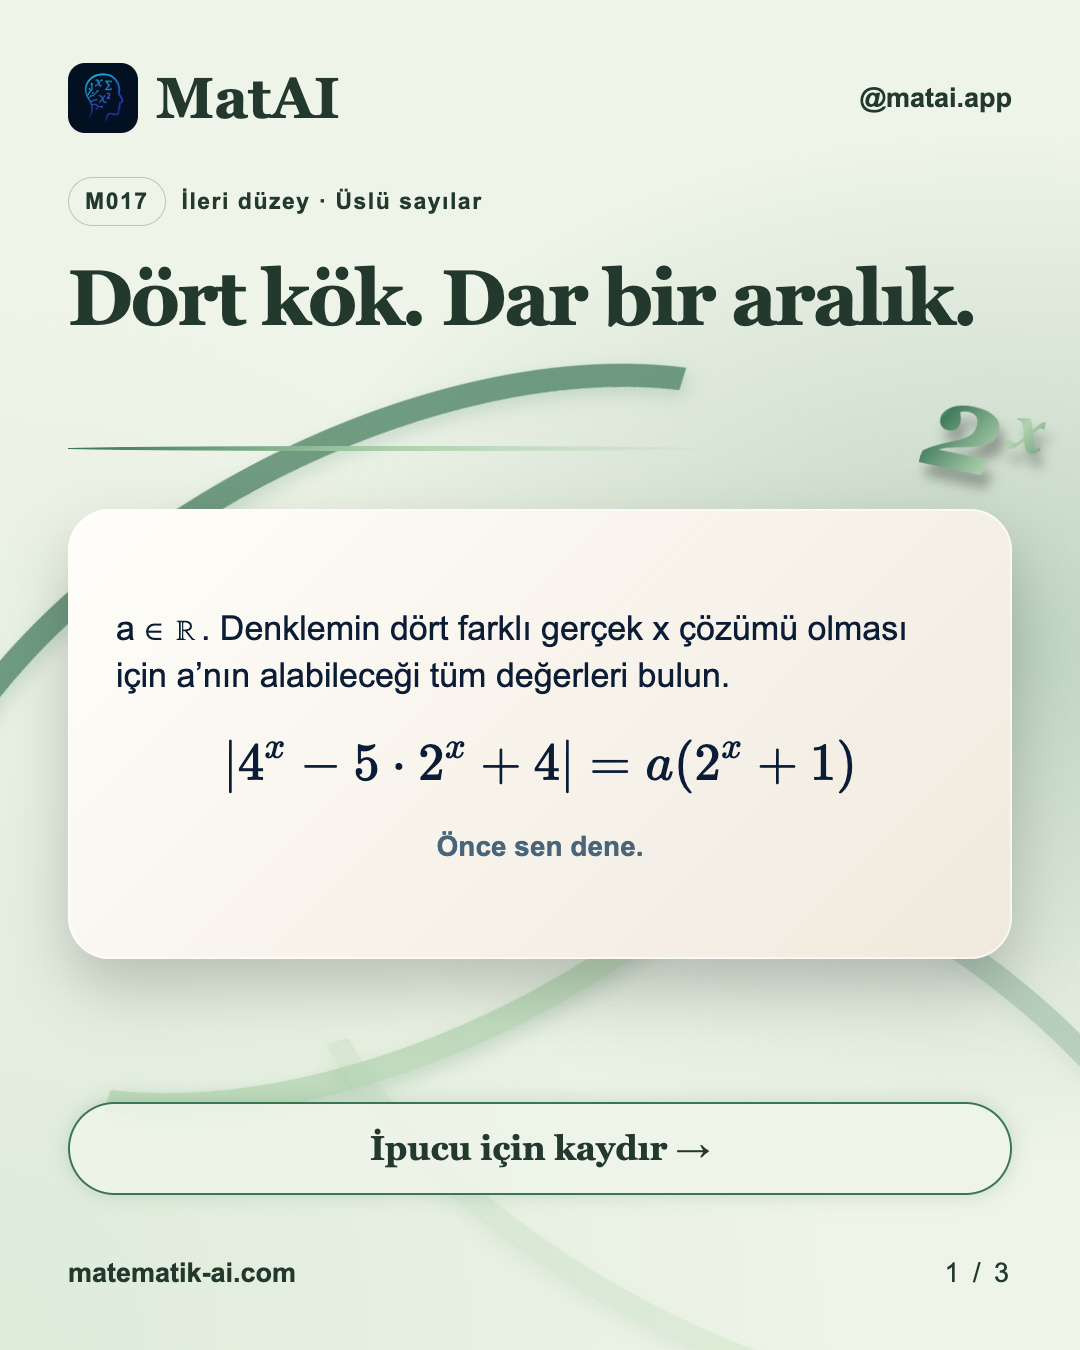 MatAI
@matai.app
M017 İleri düzey · Üslü sayılar
Dört kök. Dar bir aralık.
2^x
a ∈ ℝ. Denklemin dört farklı gerçek x çözümü olması
için a’nın alabileceği tüm değerleri bulun.
|4^x − 5 · 2^x + 4| = a(2^x + 1)
Önce sen dene.
İpucu için kaydır →
matematik-ai.com
1 / 3